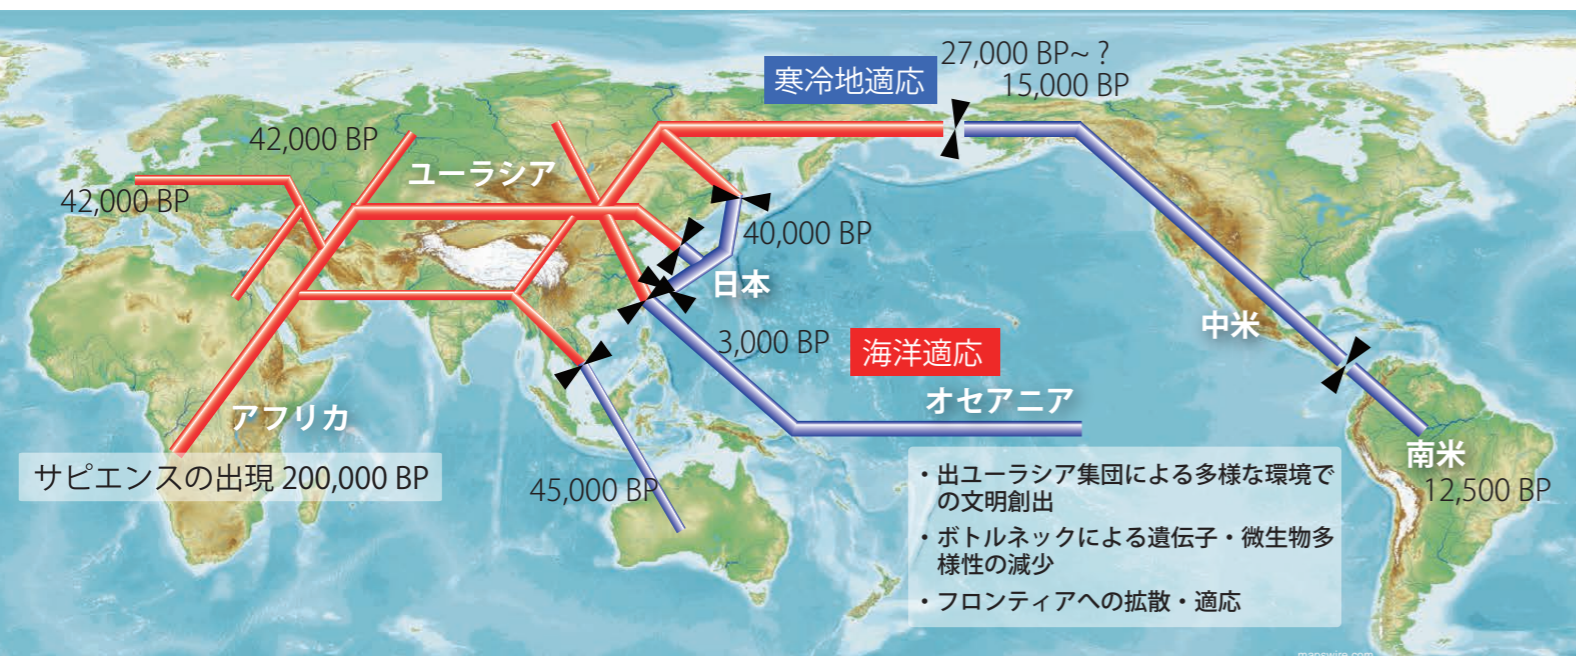 寒冷地適応
27,000 BP~ ?
15,000 BP
42,000 BP
ユーラシア
42,000 BP
40,000 BP
日本
3,000 BP
海洋適応
中米
オセアニア
アフリカ
サピエンスの出現 200,000 BP
45,000 BP
南米
12,500 BP
・出ユーラシア集団による多様な環境で
の文明創出
・ボトルネックによる遺伝子・微生物多
様性の減少
・フロンティアへの拡散・適応
mapswire.com